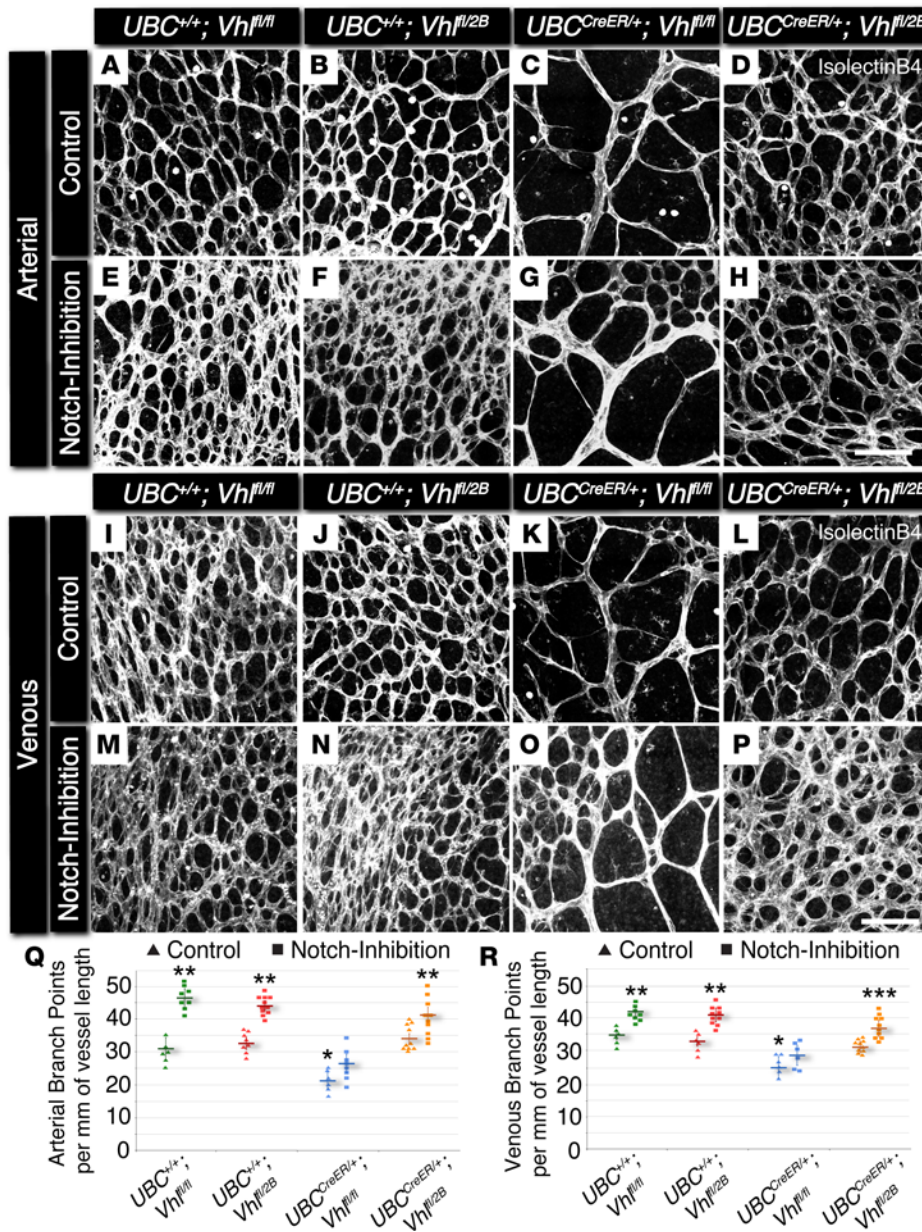 UBC+/+; Vhlfl/fl UBC+/+; Vhlfl/2B UBCCreER/+; Vhlfl/fl UBCCreER/+; Vhlfl/2B
Arterial
Control
A B C D IsolectinB4
Notch-Inhibition
E F G H
UBC+/+; Vhlfl/fl UBC+/+; Vhlfl/2B UBCCreER/+; Vhlfl/fl UBCCreER/+; Vhlfl/2B
Venous
Control
I J K L IsolectinB4
Notch-Inhibition
M N O P
Q ▲ Control ■ Notch-Inhibition
Arterial Branch Points
per mm of vessel length
50
40
30
20
10
0
** ** * **
UBC+/+;
Vhlfl/fl
UBC+/+;
Vhlfl/2B
UBCCreER/+;
Vhlfl/fl
UBCCreER/+;
Vhlfl/2B
R ▲ Control ■ Notch-Inhibition
Venous Branch Points
per mm of vessel length
50
40
30
20
10
0
** ** * ***
UBC+/+;
Vhlfl/fl
UBC+/+;
Vhlfl/2B
UBCCreER/+;
Vhlfl/fl
UBCCreER/+;
Vhlfl/2B